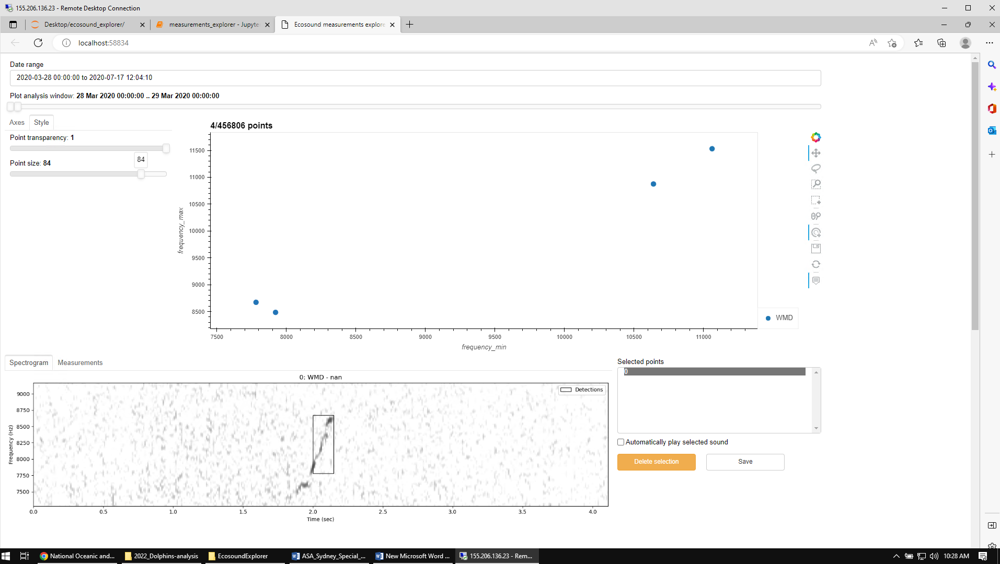 155.206.136.23 - Remote Desktop Connection
Desktop/ecosound_explorer/
measurements_explorer - Jupyte
Ecosound measurements explore
localhost:58834
Date range
2020-03-28 00:00:00 to 2020-07-17 12:04:10
Plot analysis window: 28 Mar 2020 00:00:00 .. 29 Mar 2020 00:00:00
Axes
Style
Point transparency: 1
84
Point size: 84
4/456806 points
11500
11000
10500
10000
9500
9000
8500
frequency_max
7500
8000
8500
9000
9500
10000
10500
11000
frequency_min
WMD
Spectrogram
Measurements
0: WMD - nan
Detections
9000
8750
8500
8250
8000
7750
7500
Frequency (Hz)
0.0
0.5
1.0
1.5
2.0
2.5
3.0
3.5
4.0
Time (sec)
Selected points
0
Automatically play selected sound
Delete selection
Save
National Oceanic and...
2022_Dolphins-analysis
EcosoundExplorer
ASA_Sydney_Special_...
New Microsoft Word ...
155.206.136.23 - Rem...
10:28 AM